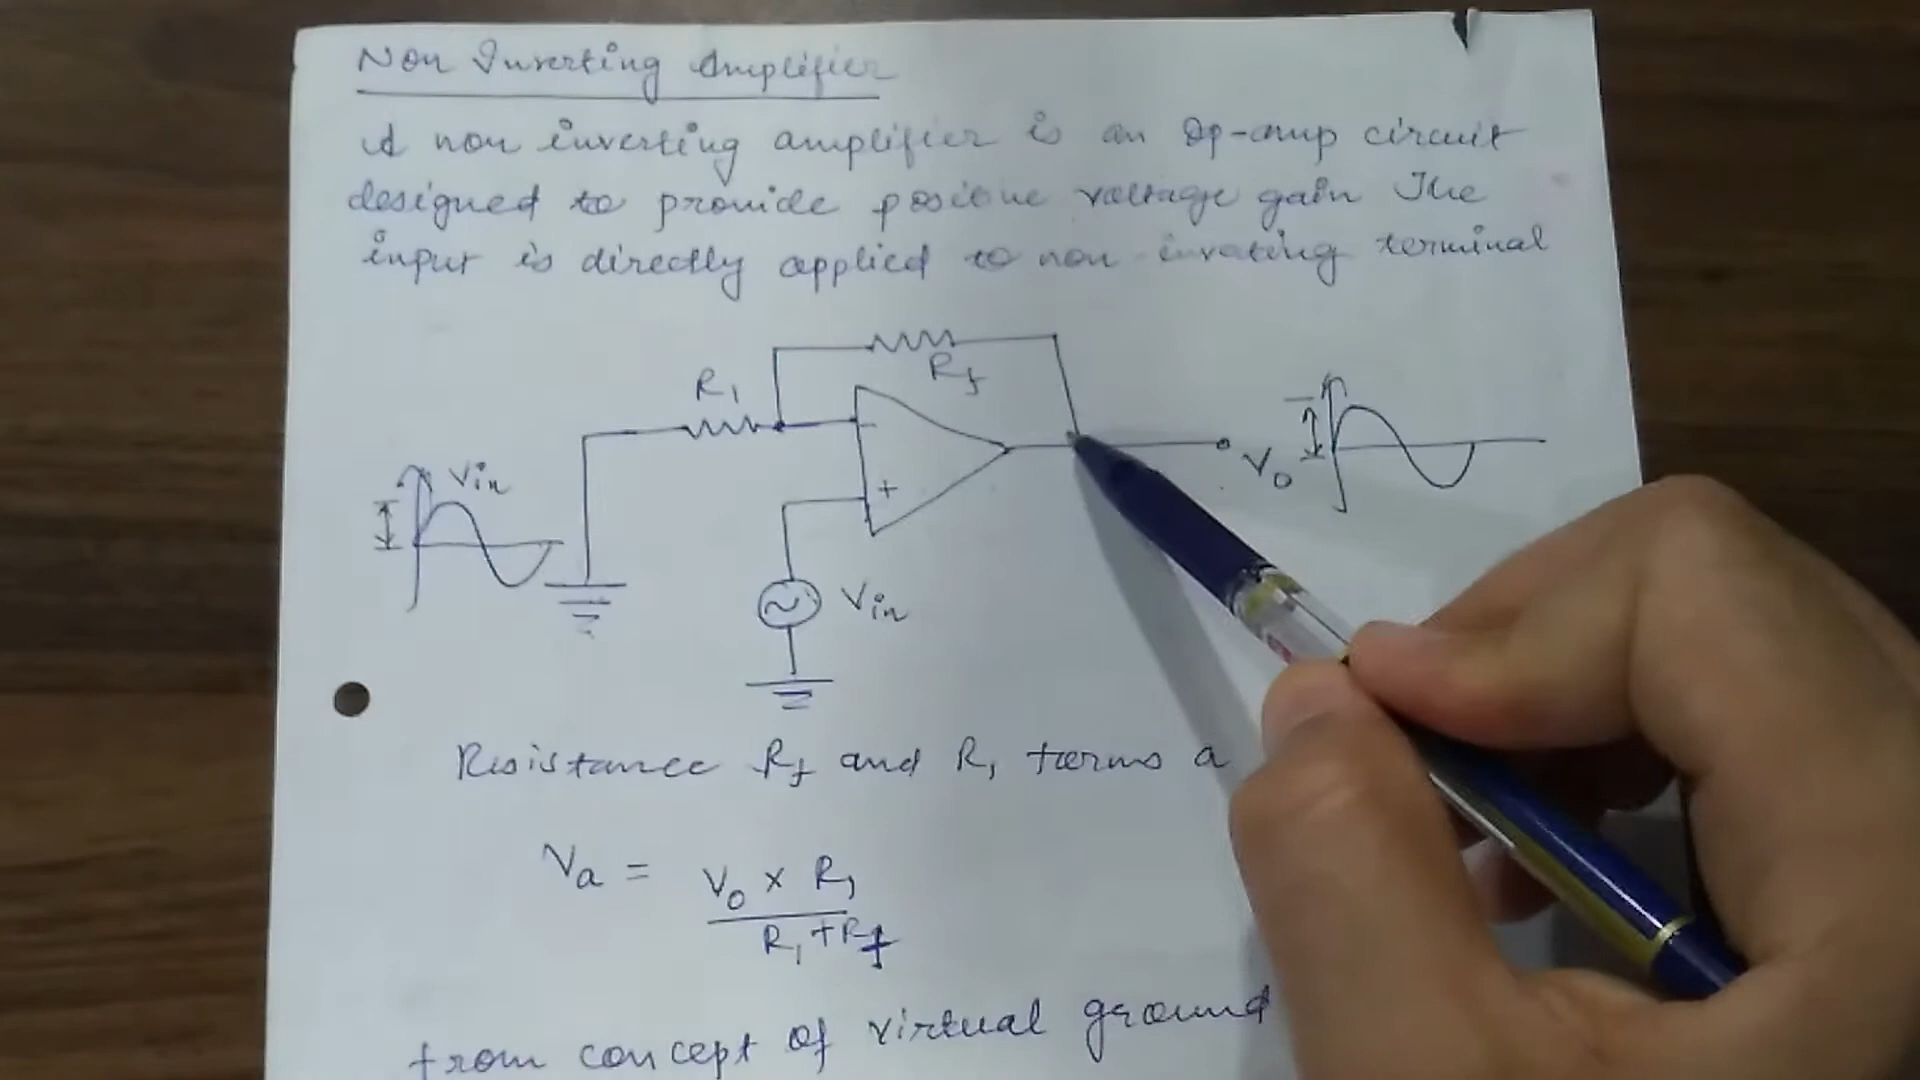 Non Inverting Amplifier
A non inverting amplifier is an Op-amp circuit
designed to provide positive voltage gain The
input is directly applied to non inverating terminal
Rf
R1
-
Vin
+
Vo
Vin
Resistance Rf and R1 forms a
Va = Vo x R1
R1 + Rf
from concept of virtual ground